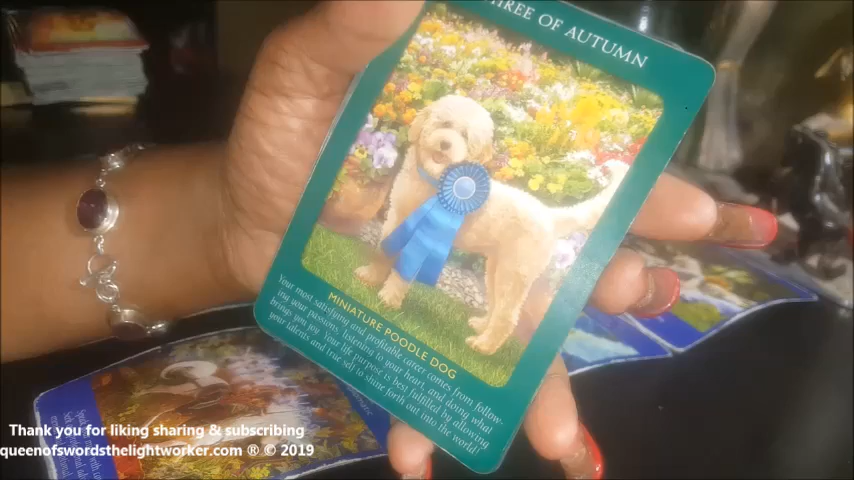 THREE OF AUTUMN
MINIATURE POODLE DOG
Your most satisfying and profitable career comes from follow-
ing your passions, listening to your heart, and doing what
brings you joy. Your life purpose is best fulfilled by allowing
your talents and true Self to shine forth out into the world!
Thank you for liking sharing & subscribing
queenofswordsthelightworker.com ® © 2019